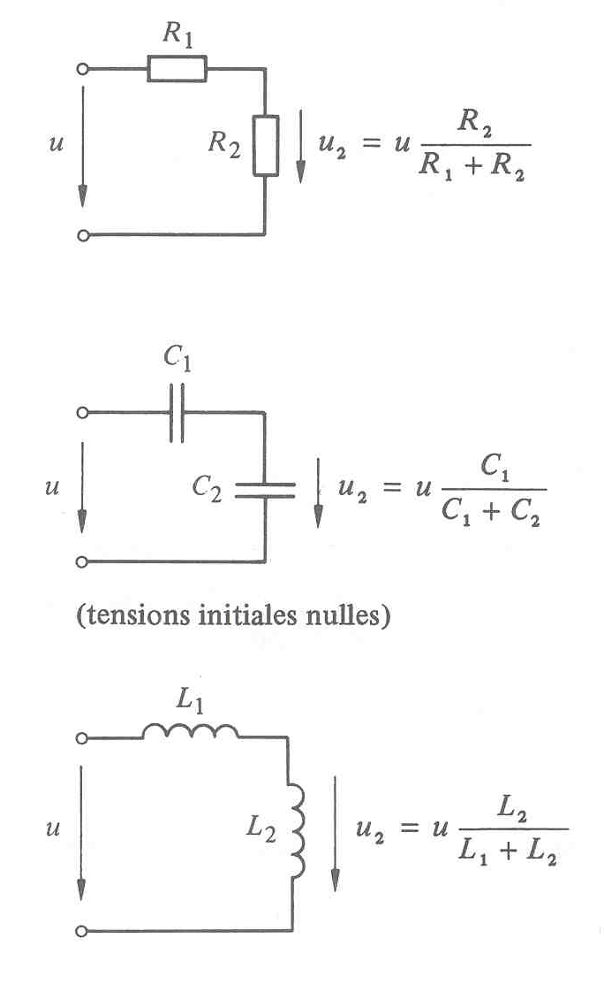 R₁
u
R₂
u₂ = u R₂ / (R₁ + R₂)
C₁
u
C₂
u₂ = u C₁ / (C₁ + C₂)
(tensions initiales nulles)
L₁
u
L₂
u₂ = u L₂ / (L₁ + L₂)